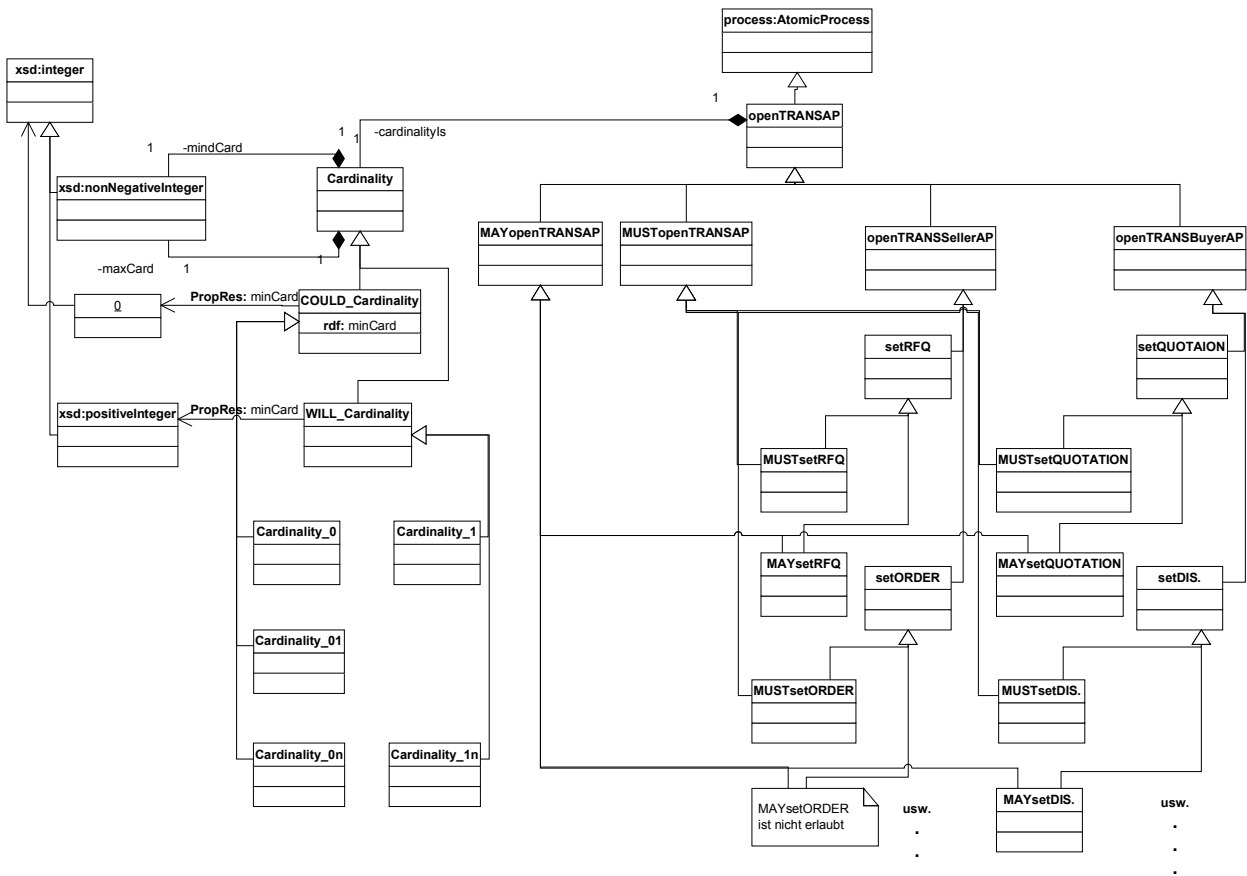 process:AtomicProcess
xsd:integer
1
openTRANSAP
1
1
-cardinalityIs
1
-mindCard
Cardinality
xsd:nonNegativeInteger
MAYopenTRANSAP
MUSTopenTRANSAP
openTRANSSellerAP
openTRANSBuyerAP
-maxCard
1
1
0
PropRes: minCard
COULD_Cardinality
rdf: minCard
setRFQ
setQUOTAION
xsd:positiveInteger
PropRes: minCard
WILL_Cardinality
MUSTsetRFQ
MUSTsetQUOTATION
Cardinality_0
Cardinality_1
MAYsetRFQ
setORDER
MAYsetQUOTATION
setDIS.
Cardinality_01
MUSTsetORDER
MUSTsetDIS.
Cardinality_0n
Cardinality_1n
MAYsetORDER
ist nicht erlaubt
usw.
.
.
MAYsetDIS.
usw.
.
.
.